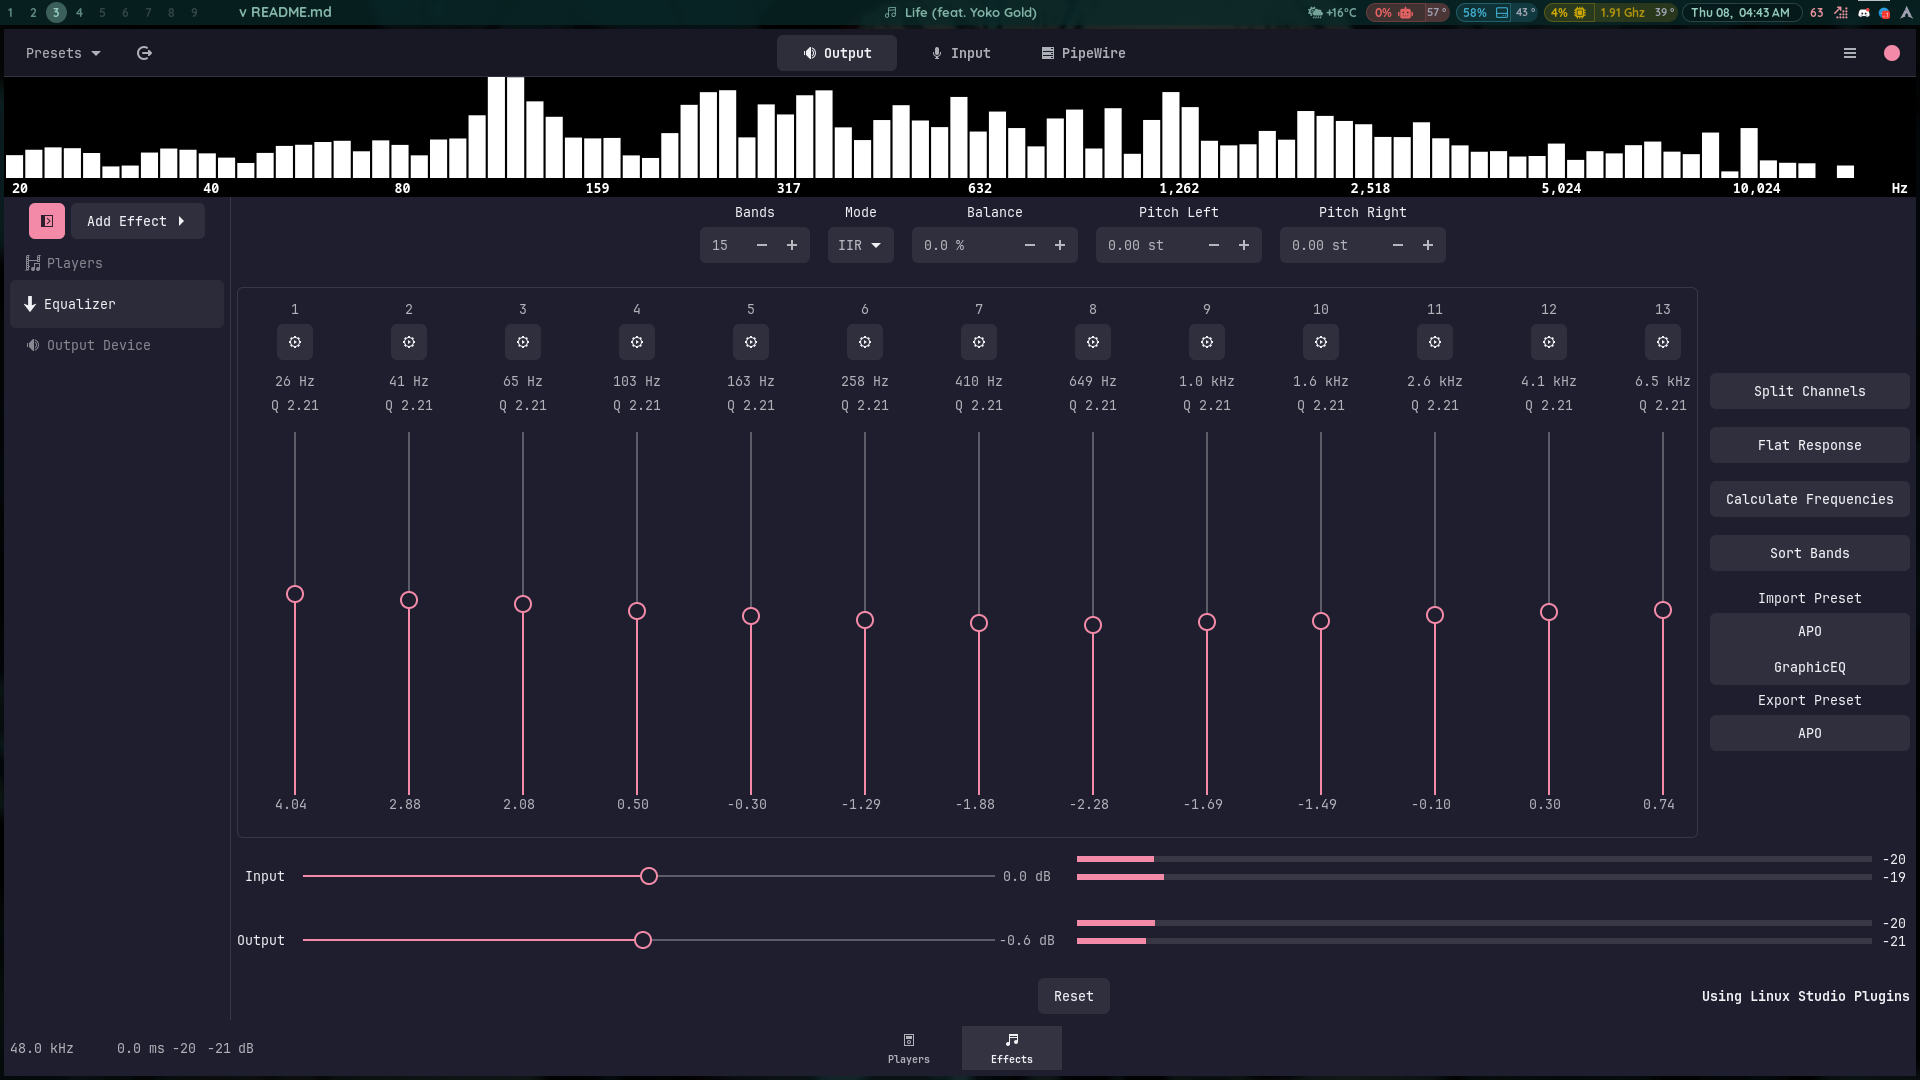 1 2 3 4 5 6 7 8 9 v README.md Life (feat. Yoko Gold) +16°C 0% 57° 58% 43° 4% 1.91 Ghz 39° Thu 08, 04:43 AM 63
Presets Output Input PipeWire
20 40 80 159 317 632 1,262 2,518 5,024 10,024 Hz
Add Effect
Players
Equalizer
Output Device
Bands Mode Balance Pitch Left Pitch Right
15 − + IIR 0.0 % − + 0.00 st − + 0.00 st − +
1 2 3 4 5 6 7 8 9 10 11 12 13
26 Hz 41 Hz 65 Hz 103 Hz 163 Hz 258 Hz 410 Hz 649 Hz 1.0 kHz 1.6 kHz 2.6 kHz 4.1 kHz 6.5 kHz
Q 2.21 Q 2.21 Q 2.21 Q 2.21 Q 2.21 Q 2.21 Q 2.21 Q 2.21 Q 2.21 Q 2.21 Q 2.21 Q 2.21 Q 2.21
4.04 2.88 2.08 0.50 -0.30 -1.29 -1.88 -2.28 -1.69 -1.49 -0.10 0.30 0.74
Split Channels
Flat Response
Calculate Frequencies
Sort Bands
Import Preset
APO
GraphicEQ
Export Preset
APO
Input 0.0 dB -20
-19
Output -0.6 dB -20
-21
Reset
Using Linux Studio Plugins
48.0 kHz 0.0 ms -20 -21 dB
Players Effects